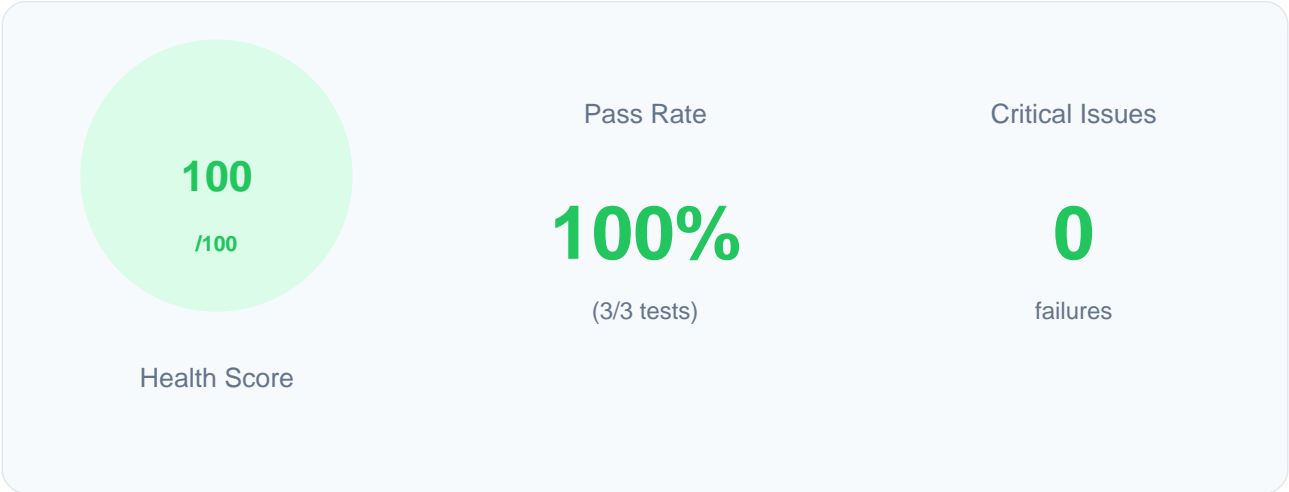 100
/100
Health Score
Pass Rate
100%
(3/3 tests)
Critical Issues
0
failures